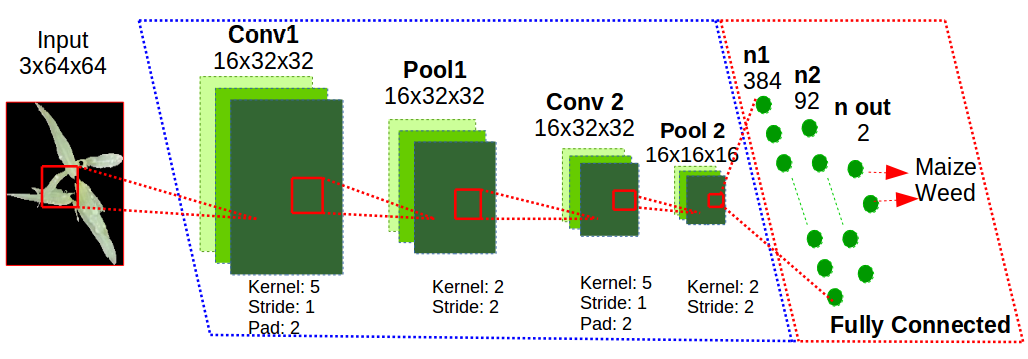 Input
3x64x64
Conv1
16x32x32
Pool1
16x32x32
Conv 2
16x32x32
Pool 2
16x16x16
n1
384
n2
92
n out
2
Maize
Weed
Kernel: 5
Stride: 1
Pad: 2
Kernel: 2
Stride: 2
Kernel: 5
Stride: 1
Pad: 2
Kernel: 2
Stride: 2
Fully Connected